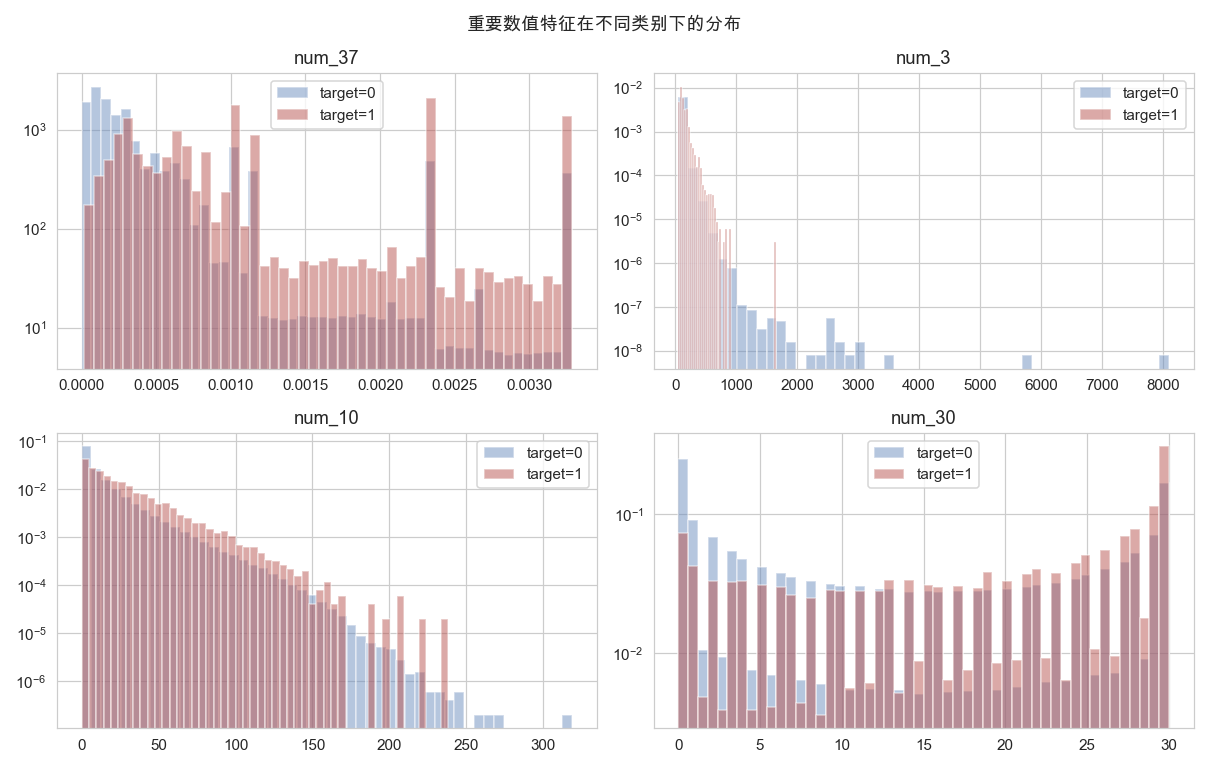 重要数值特征在不同类别下的分布
num_37
target=0
target=1
10³
10²
10¹
0.0000 0.0005 0.0010 0.0015 0.0020 0.0025 0.0030
num_3
target=0
target=1
10⁻²
10⁻³
10⁻⁴
10⁻⁵
10⁻⁶
10⁻⁷
10⁻⁸
0 1000 2000 3000 4000 5000 6000 7000 8000
num_10
target=0
target=1
10⁻¹
10⁻²
10⁻³
10⁻⁴
10⁻⁵
10⁻⁶
0 50 100 150 200 250 300
num_30
target=0
target=1
10⁻¹
10⁻²
0 5 10 15 20 25 30